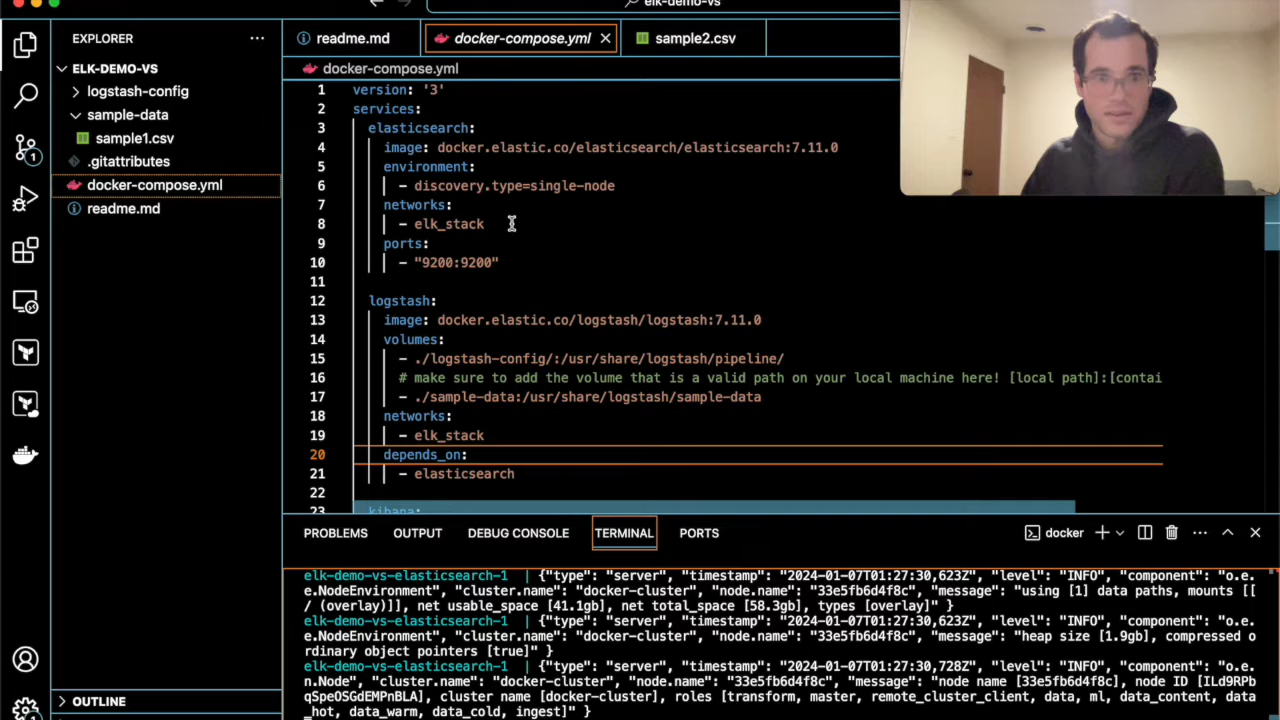 elk-demo-vs
EXPLORER
ELK-DEMO-VS
logstash-config
sample-data
sample1.csv
.gitattributes
docker-compose.yml
readme.md
OUTLINE
1
readme.md
docker-compose.yml
sample2.csv
docker-compose.yml
1 version: '3'
2 services:
3 elasticsearch:
4 image: docker.elastic.co/elasticsearch/elasticsearch:7.11.0
5 environment:
6 - discovery.type=single-node
7 networks:
8 - elk_stack
9 ports:
10 - "9200:9200"
11
12 logstash:
13 image: docker.elastic.co/logstash/logstash:7.11.0
14 volumes:
15 - ./logstash-config/:/usr/share/logstash/pipeline/
16 # make sure to add the volume that is a valid path on your local machine here! [local path]:[contai
17 - ./sample-data:/usr/share/logstash/sample-data
18 networks:
19 - elk_stack
20 depends_on:
21 - elasticsearch
22
23 kibana:
PROBLEMS OUTPUT DEBUG CONSOLE TERMINAL PORTS
docker
elk-demo-vs-elasticsearch-1 | {"type": "server", "timestamp": "2024-01-07T01:27:30,623Z", "level": "INFO", "component": "o.e.
e.NodeEnvironment", "cluster.name": "docker-cluster", "node.name": "33e5fb6d4f8c", "message": "using [1] data paths, mounts [[
/ (overlay)]], net usable_space [41.1gb], net total_space [58.3gb], types [overlay]" }
elk-demo-vs-elasticsearch-1 | {"type": "server", "timestamp": "2024-01-07T01:27:30,623Z", "level": "INFO", "component": "o.e.
e.NodeEnvironment", "cluster.name": "docker-cluster", "node.name": "33e5fb6d4f8c", "message": "heap size [1.9gb], compressed o
rdinary object pointers [true]" }
elk-demo-vs-elasticsearch-1 | {"type": "server", "timestamp": "2024-01-07T01:27:30,728Z", "level": "INFO", "component": "o.e.
n.Node", "cluster.name": "docker-cluster", "node.name": "33e5fb6d4f8c", "message": "node name [33e5fb6d4f8c], node ID [ILd9RPb
qSpeOSGdEMPnBLA], cluster name [docker-cluster], roles [transform, master, remote_cluster_client, data, ml, data_content, data
_hot, data_warm, data_cold, ingest]" }